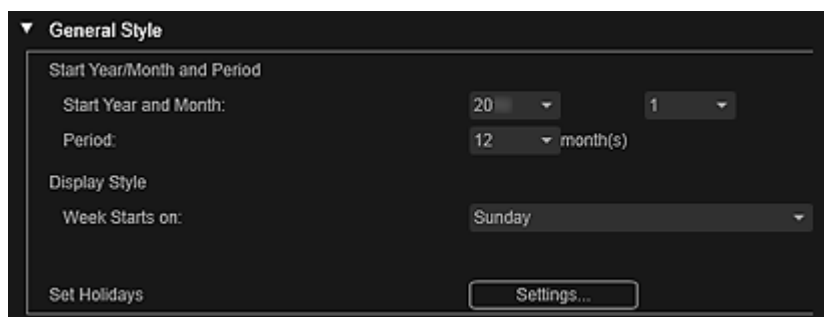 General Style
Start Year/Month and Period
Start Year and Month: 20 1
Period: 12 month(s)
Display Style
Week Starts on: Sunday
Set Holidays Settings...